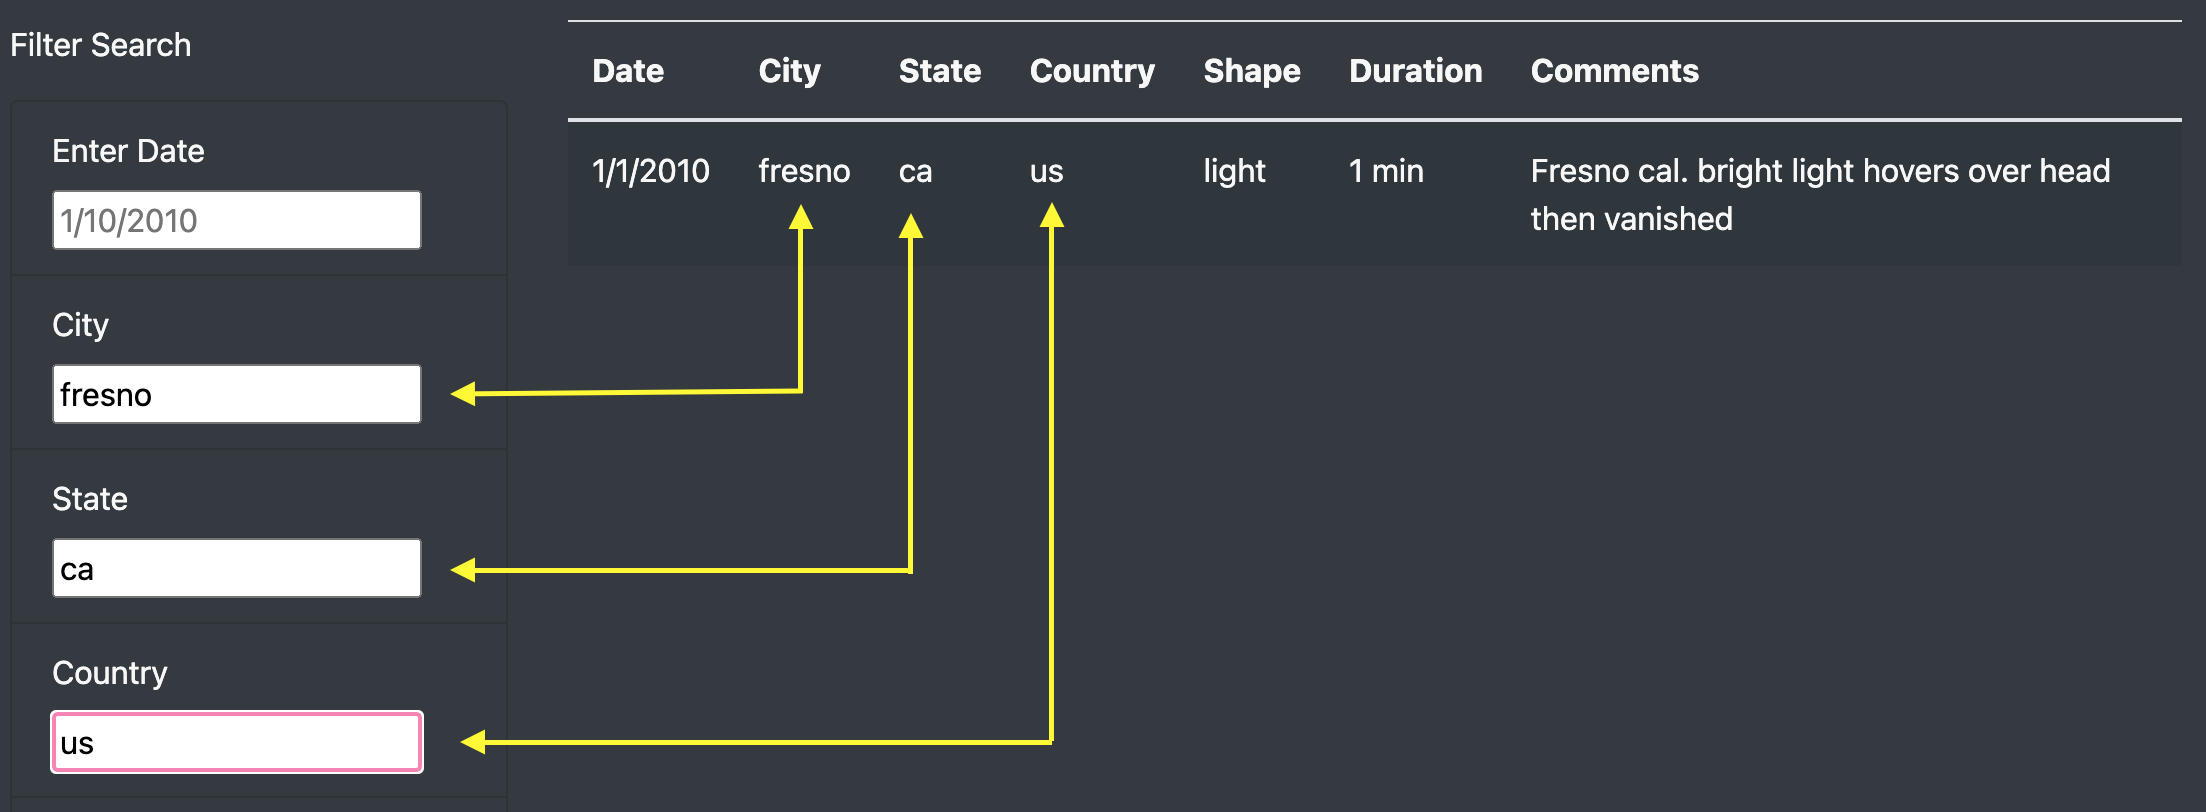 Filter Search
Enter Date
1/10/2010
City
fresno
State
ca
Country
us
Date City State Country Shape Duration Comments
1/1/2010 fresno ca us light 1 min Fresno cal. bright light hovers over head
then vanished